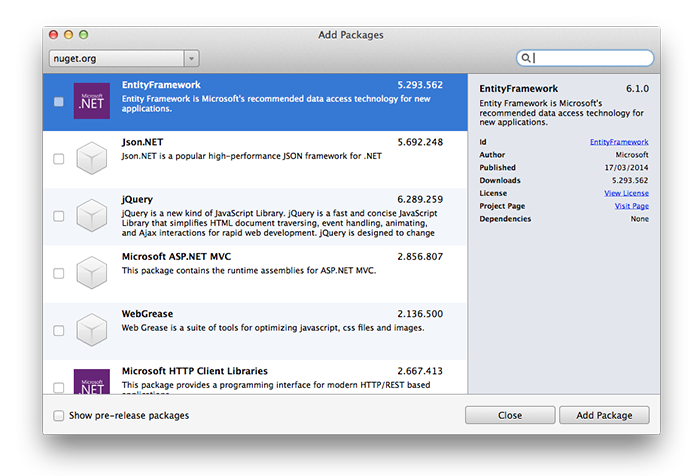 Add Packages
nuget.org
EntityFramework 5.293.562
Entity Framework is Microsoft's recommended data access technology for new
applications.
Microsoft
.NET
Json.NET 5.692.248
Json.NET is a popular high-performance JSON framework for .NET
jQuery 6.289.259
jQuery is a new kind of JavaScript Library. jQuery is a fast and concise JavaScript
Library that simplifies HTML document traversing, event handling, animating,
and Ajax interactions for rapid web development. jQuery is designed to change
Microsoft ASP.NET MVC 2.856.807
This package contains the runtime assemblies for ASP.NET MVC.
WebGrease 2.136.500
Web Grease is a suite of tools for optimizing javascript, css files and images.
Microsoft HTTP Client Libraries 2.667.413
This package provides a programming interface for modern HTTP/REST based
applications
Microsoft
.NET
EntityFramework 6.1.0
Entity Framework is Microsoft's
recommended data access technology for
new applications.
Id EntityFramework
Author Microsoft
Published 17/03/2014
Downloads 5.293.562
License View License
Project Page Visit Page
Dependencies None
Show pre-release packages
Close
Add Package